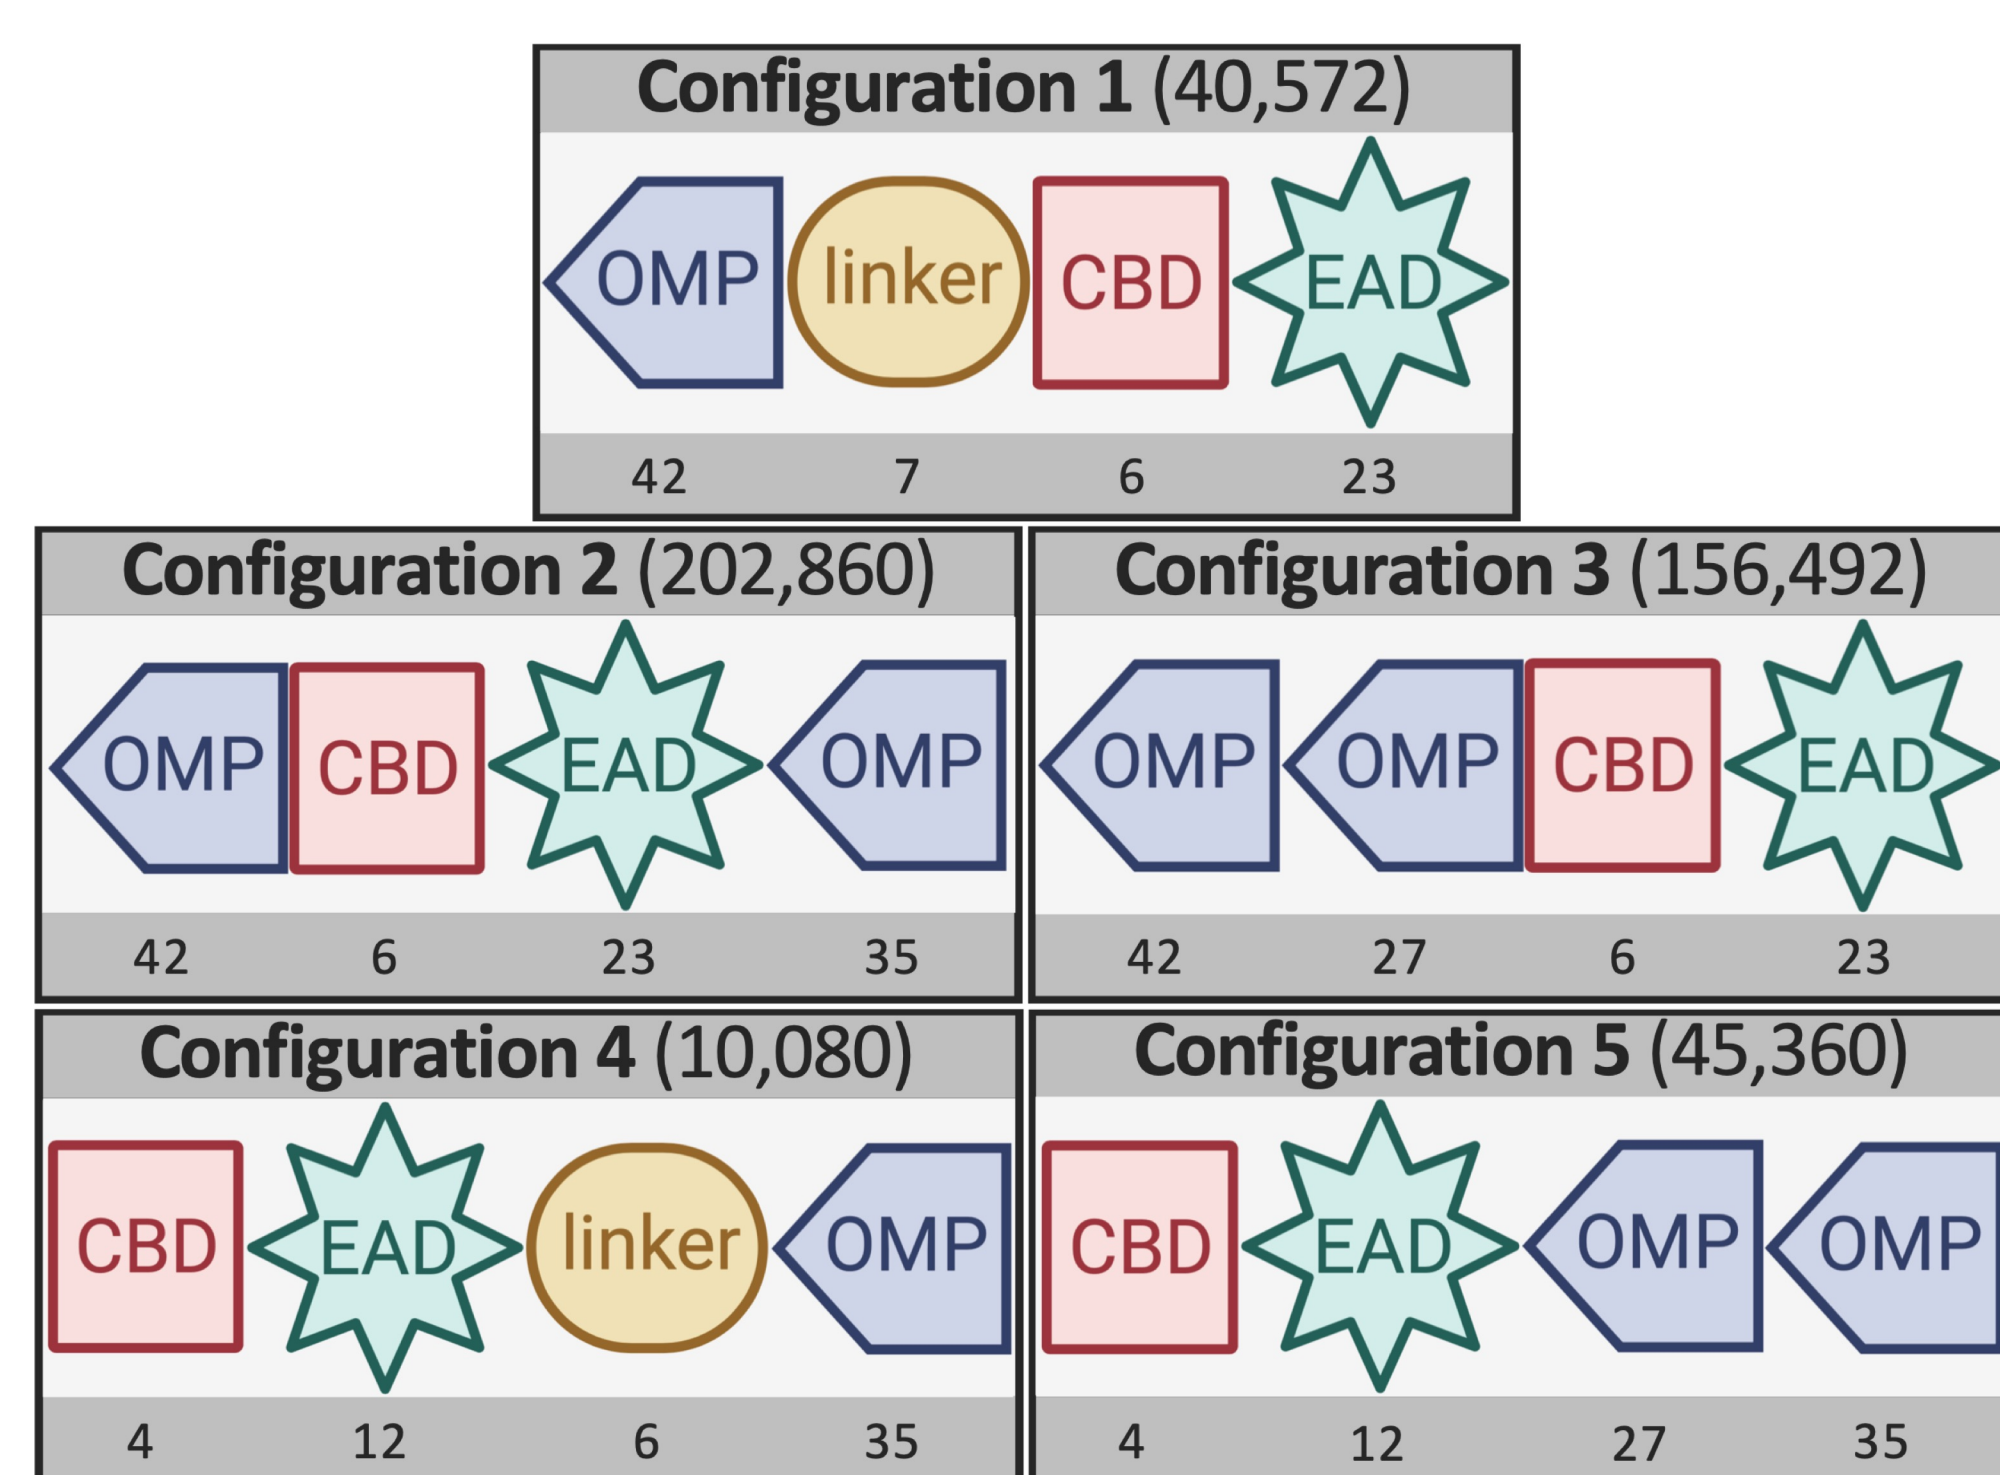 Configuration 1 (40,572)
OMP linker CBD EAD
42 7 6 23
Configuration 2 (202,860)
OMP CBD EAD OMP
42 6 23 35
Configuration 3 (156,492)
OMP OMP CBD EAD
42 27 6 23
Configuration 4 (10,080)
CBD EAD linker OMP
4 12 6 35
Configuration 5 (45,360)
CBD EAD OMP OMP
4 12 27 35